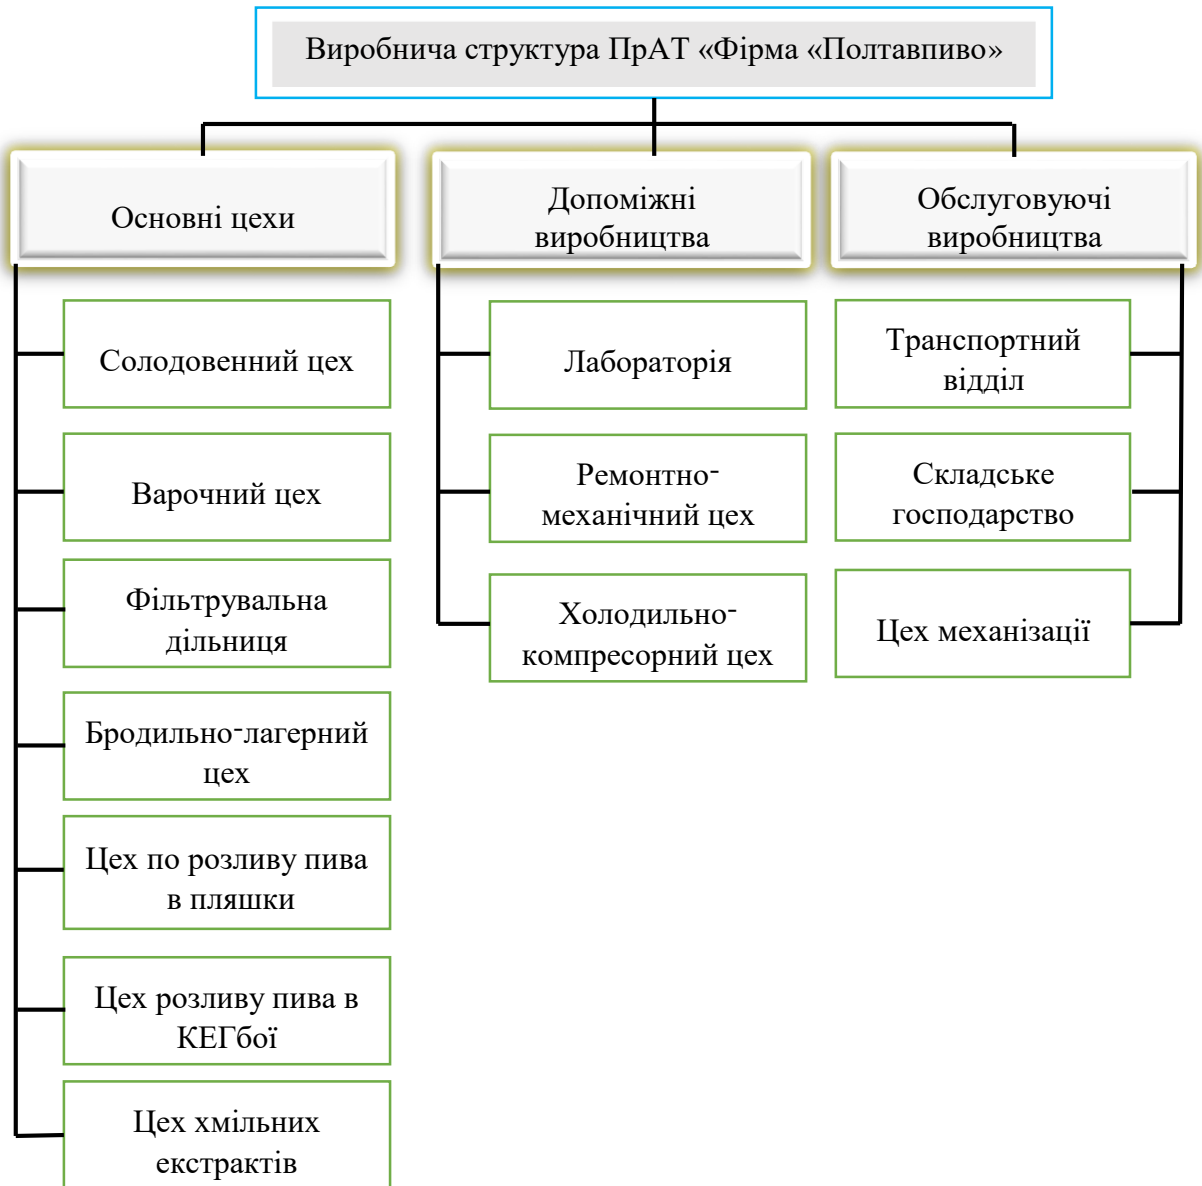 Виробнича структура ПрАТ «Фірма «Полтавпиво»
Основні цехи
Солодовенний цех
Варочний цех
Фільтрувальна
дільниця
Бродильно-лагерний
цех
Цех по розливу пива
в пляшки
Цех розливу пива в
КЕГбої
Цех хмільних
екстрактів
Допоміжні
виробництва
Лабораторія
Ремонтно-
механічний цех
Холодильно-
компресорний цех
Обслуговуючі
виробництва
Транспортний
відділ
Складське
господарство
Цех механізації